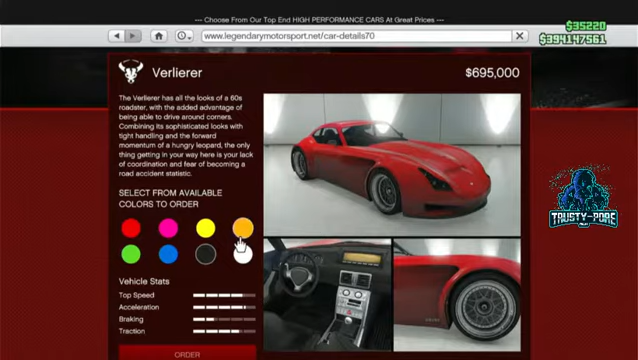 --- Choose From Our Top End HIGH PERFORMANCE CARS At Great Prices ---
$35220
$394147561
www.legendarymotorsport.net/car-details70
Verlierer
$695,000
The Verlierer has all the looks of a 60s
roadster, with the added advantage of
being able to drive around corners.
Combining its sophisticated looks with
tight handling and the forward
momentum of a hungry leopard, the only
thing getting in your way here is your lack
of coordination and fear of becoming a
road accident statistic.
SELECT FROM AVAILABLE
COLORS TO ORDER
TRUSTY-PORE
Vehicle Stats
Top Speed
Acceleration
Braking
Traction
ORDER